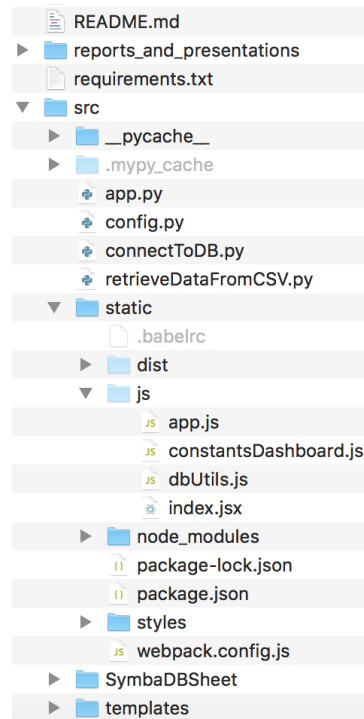 README.md
reports_and_presentations
requirements.txt
src
__pycache__
.mypy_cache
app.py
config.py
connectToDB.py
retrieveDataFromCSV.py
static
.babelrc
dist
js
JS app.js
JS constantsDashboard.js
JS dbUtils.js
index.jsx
node_modules
{} package-lock.json
{} package.json
styles
JS webpack.config.js
SymbaDBSheet
templates